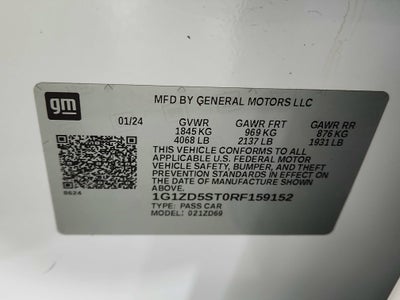 gm
MFD BY GENERAL MOTORS LLC
01/24 GVWR GAWR FRT GAWR RR
1845 KG 969 KG 876 KG
4068 LB 2137 LB 1931 LB
THIS VEHICLE CONFORMS TO ALL
APPLICABLE U.S. FEDERAL MOTOR
VEHICLE SAFETY, BUMPER, AND THEFT
PREVENTION STANDARDS IN EFFECT ON
THE DATE OF MANUFACTURE SHOWN ABOVE.
1G1ZD5ST0RF159152
8624 TYPE: PASS CAR
MODEL: 021ZD69